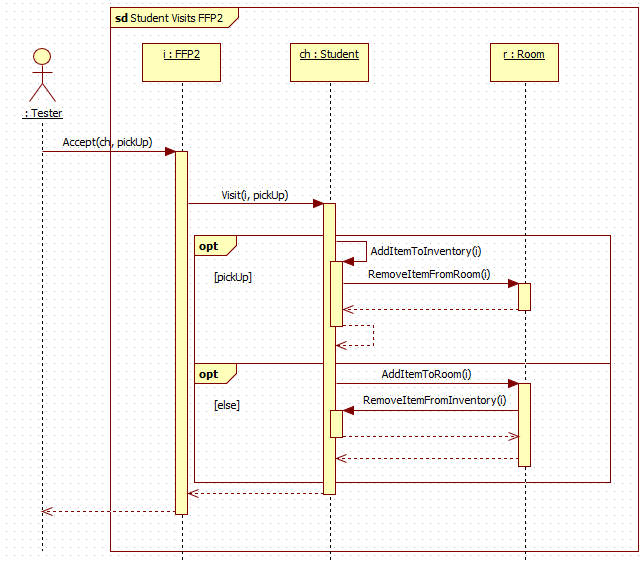 sd Student Visits FFP2
i : FFP2
ch : Student
r : Room
: Tester
Accept(ch, pickUp)
Visit(i, pickUp)
opt
[pickUp]
AddItemToInventory(i)
RemoveItemFromRoom(i)
opt
[else]
AddItemToRoom(i)
RemoveItemFromInventory(i)